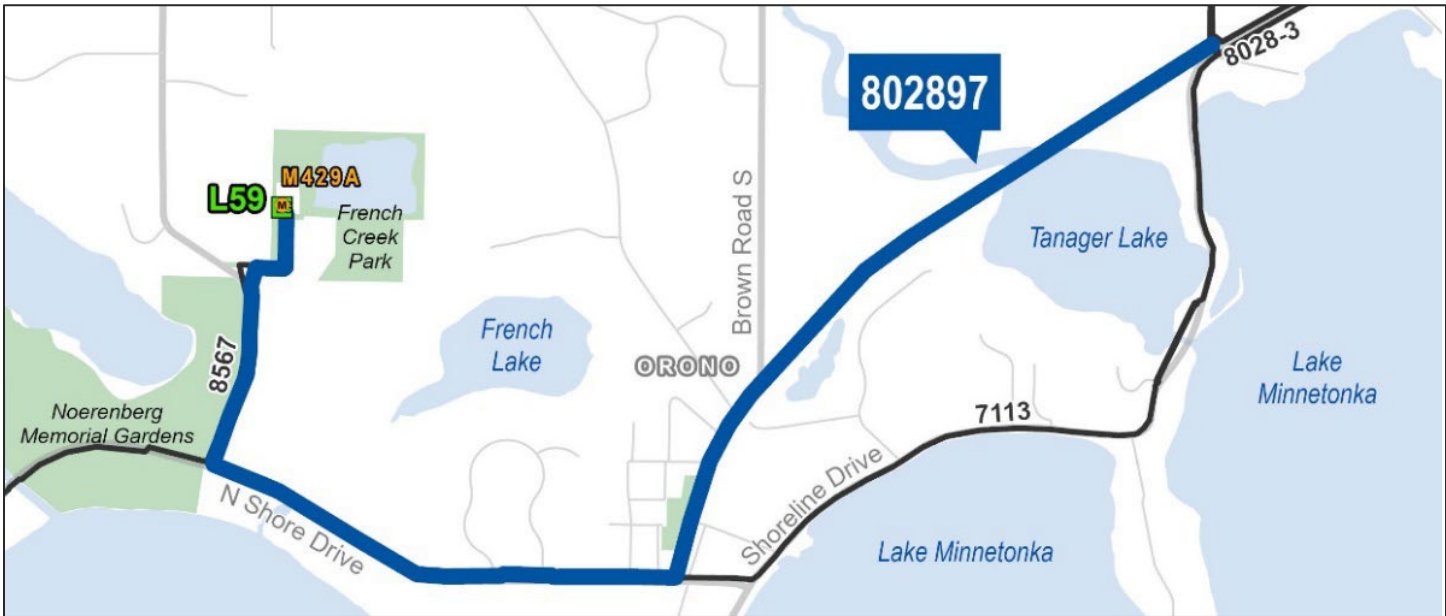 8028-3
802897
M429A
L59
M
French
Creek
Park
Brown Road S
Tanager Lake
French
Lake
ORONO
Lake
Minnetonka
8567
Noerenberg
Memorial Gardens
7113
N Shore Drive
Shoreline Drive
Lake Minnetonka